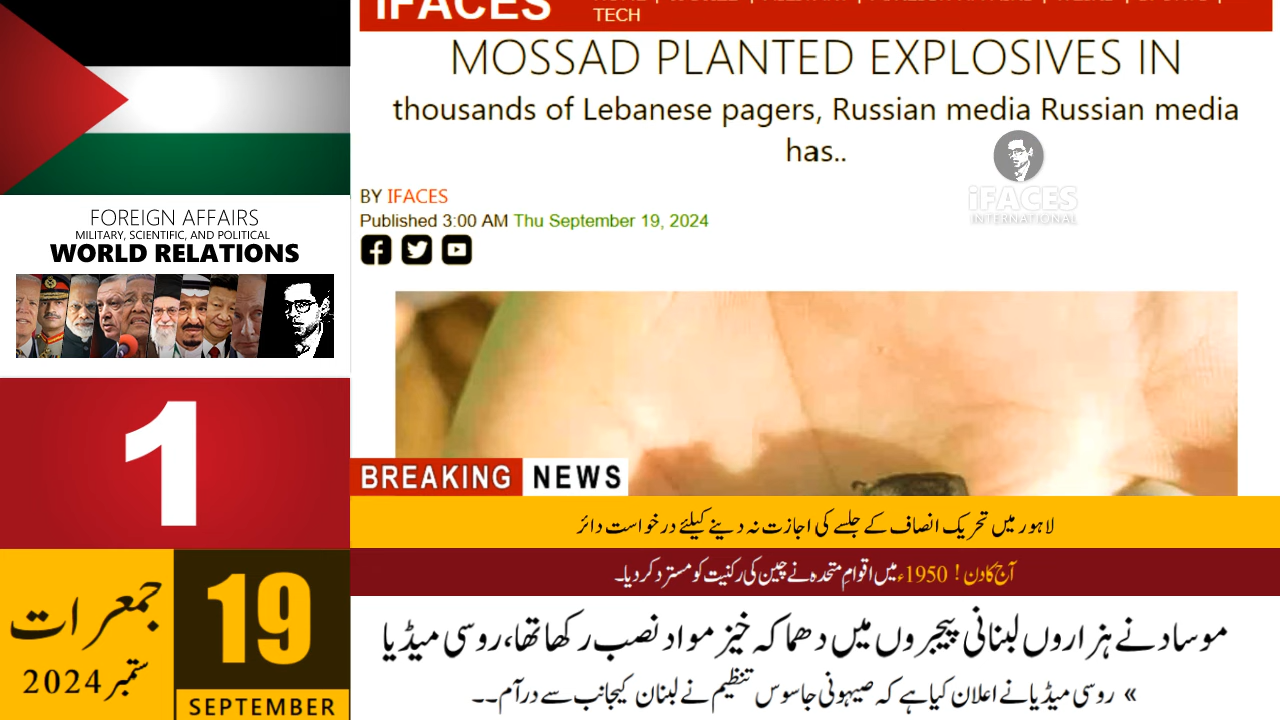 iFACES
TECH
MOSSAD PLANTED EXPLOSIVES IN
thousands of Lebanese pagers, Russian media Russian media
has..
iFACES
INTERNATIONAL
BY IFACES
Published 3:00 AM Thu September 19, 2024
FOREIGN AFFAIRS
MILITARY, SCIENTIFIC, AND POLITICAL
WORLD RELATIONS
1
BREAKING NEWS
لاہور میں تحریک انصاف کے جلسے کی اجازت نہ دینے کیلئے درخواست دائر
آج کا دن ! 1950ء میں اقوامِ متحدہ نے چین کی رکنیت کو مسترد کر دیا۔
جمعرات
ستمبر 2024
19
SEPTEMBER
موساد نے ہزاروں لبنانی پیجروں میں دھماکہ خیز مواد نصب رکھا تھا، روسی میڈیا
» روسی میڈیا نے اعلان کیا ہے کہ صیہونی جاسوس تنظیم نے لبنان کیجانب سے درآم۔۔